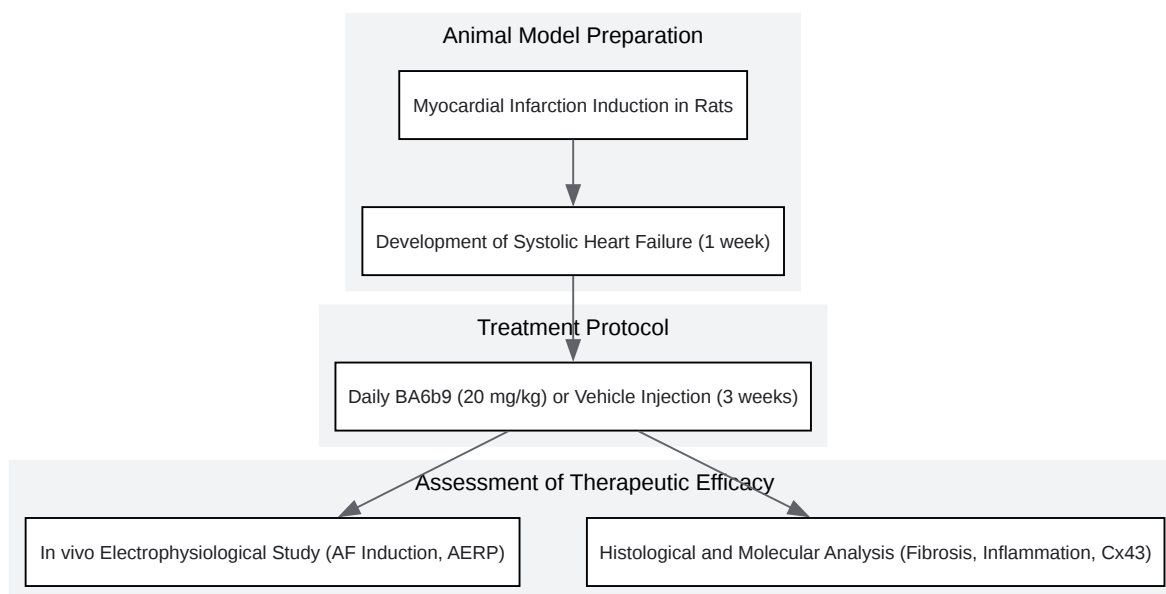 Animal Model Preparation
Myocardial Infarction Induction in Rats
Development of Systolic Heart Failure (1 week)
Treatment Protocol
Daily BA6b9 (20 mg/kg) or Vehicle Injection (3 weeks)
Assessment of Therapeutic Efficacy
In vivo Electrophysiological Study (AF Induction, AERP)
Histological and Molecular Analysis (Fibrosis, Inflammation, Cx43)